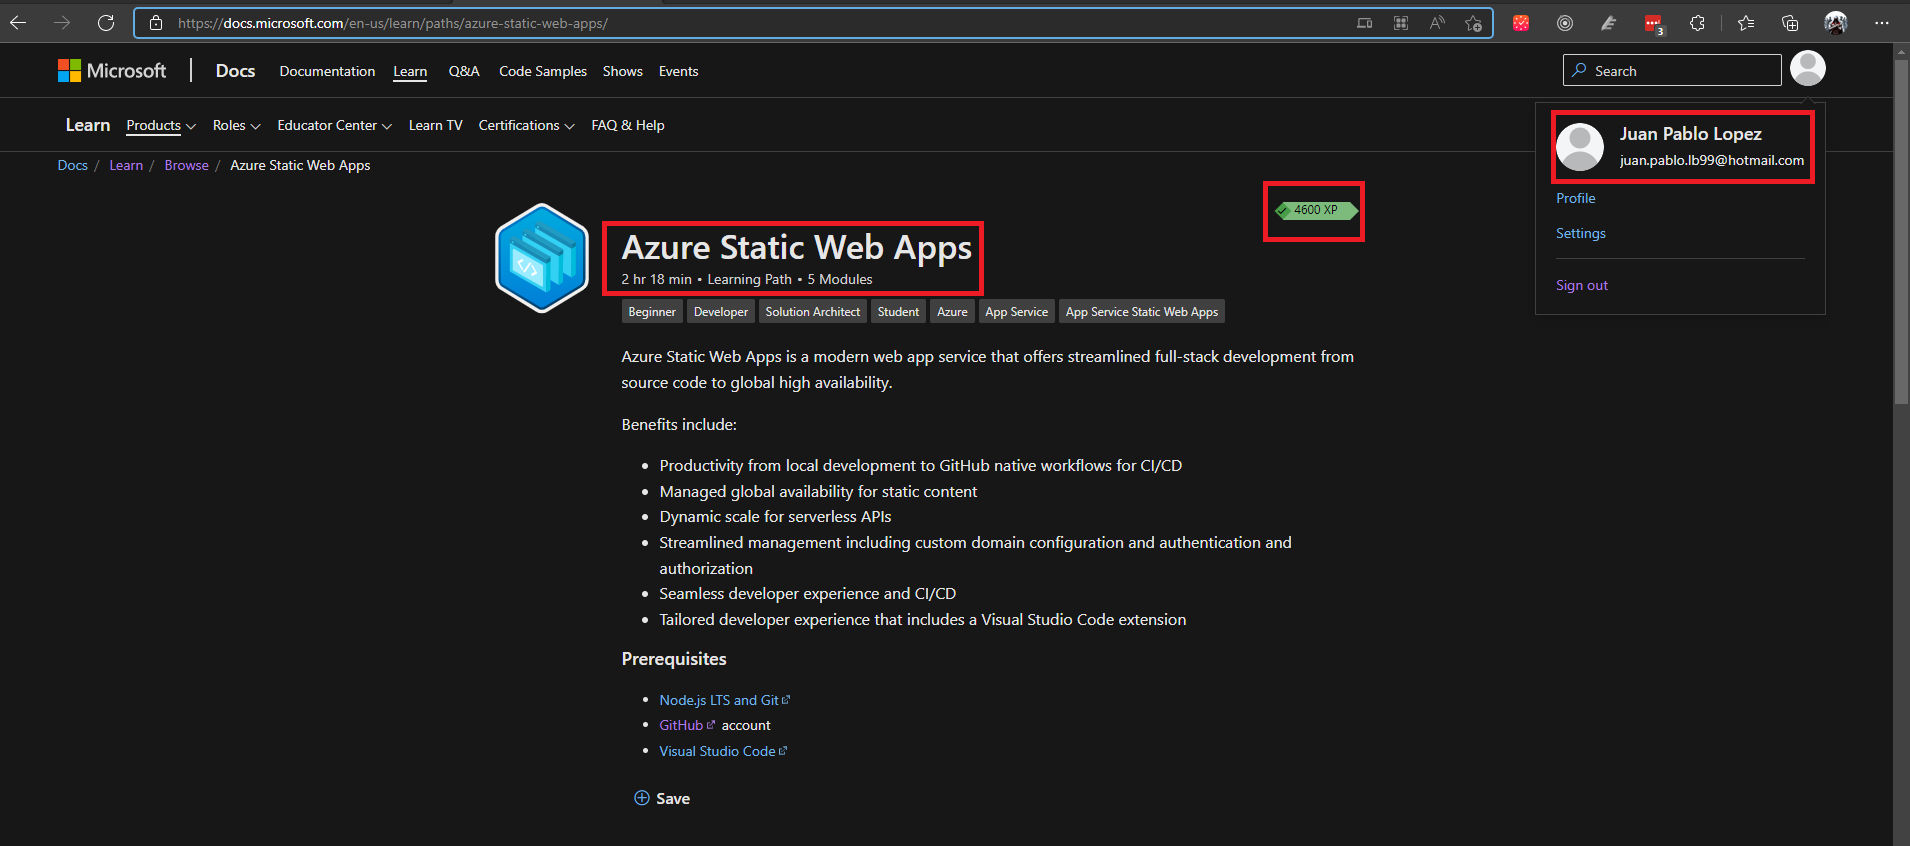 https://docs.microsoft.com/en-us/learn/paths/azure-static-web-apps/
3
Microsoft
Docs Documentation Learn Q&A Code Samples Shows Events
Search
Learn Products Roles Educator Center Learn TV Certifications FAQ & Help
Juan Pablo Lopez
juan.pablo.lb99@hotmail.com
Profile
Settings
Sign out
Docs / Learn / Browse / Azure Static Web Apps
4600 XP
Azure Static Web Apps
2 hr 18 min • Learning Path • 5 Modules
Beginner Developer Solution Architect Student Azure App Service App Service Static Web Apps
Azure Static Web Apps is a modern web app service that offers streamlined full-stack development from
source code to global high availability.
Benefits include:
• Productivity from local development to GitHub native workflows for CI/CD
• Managed global availability for static content
• Dynamic scale for serverless APIs
• Streamlined management including custom domain configuration and authentication and
authorization
• Seamless developer experience and CI/CD
• Tailored developer experience that includes a Visual Studio Code extension
Prerequisites
• Node.js LTS and Git
• GitHub account
• Visual Studio Code
Save